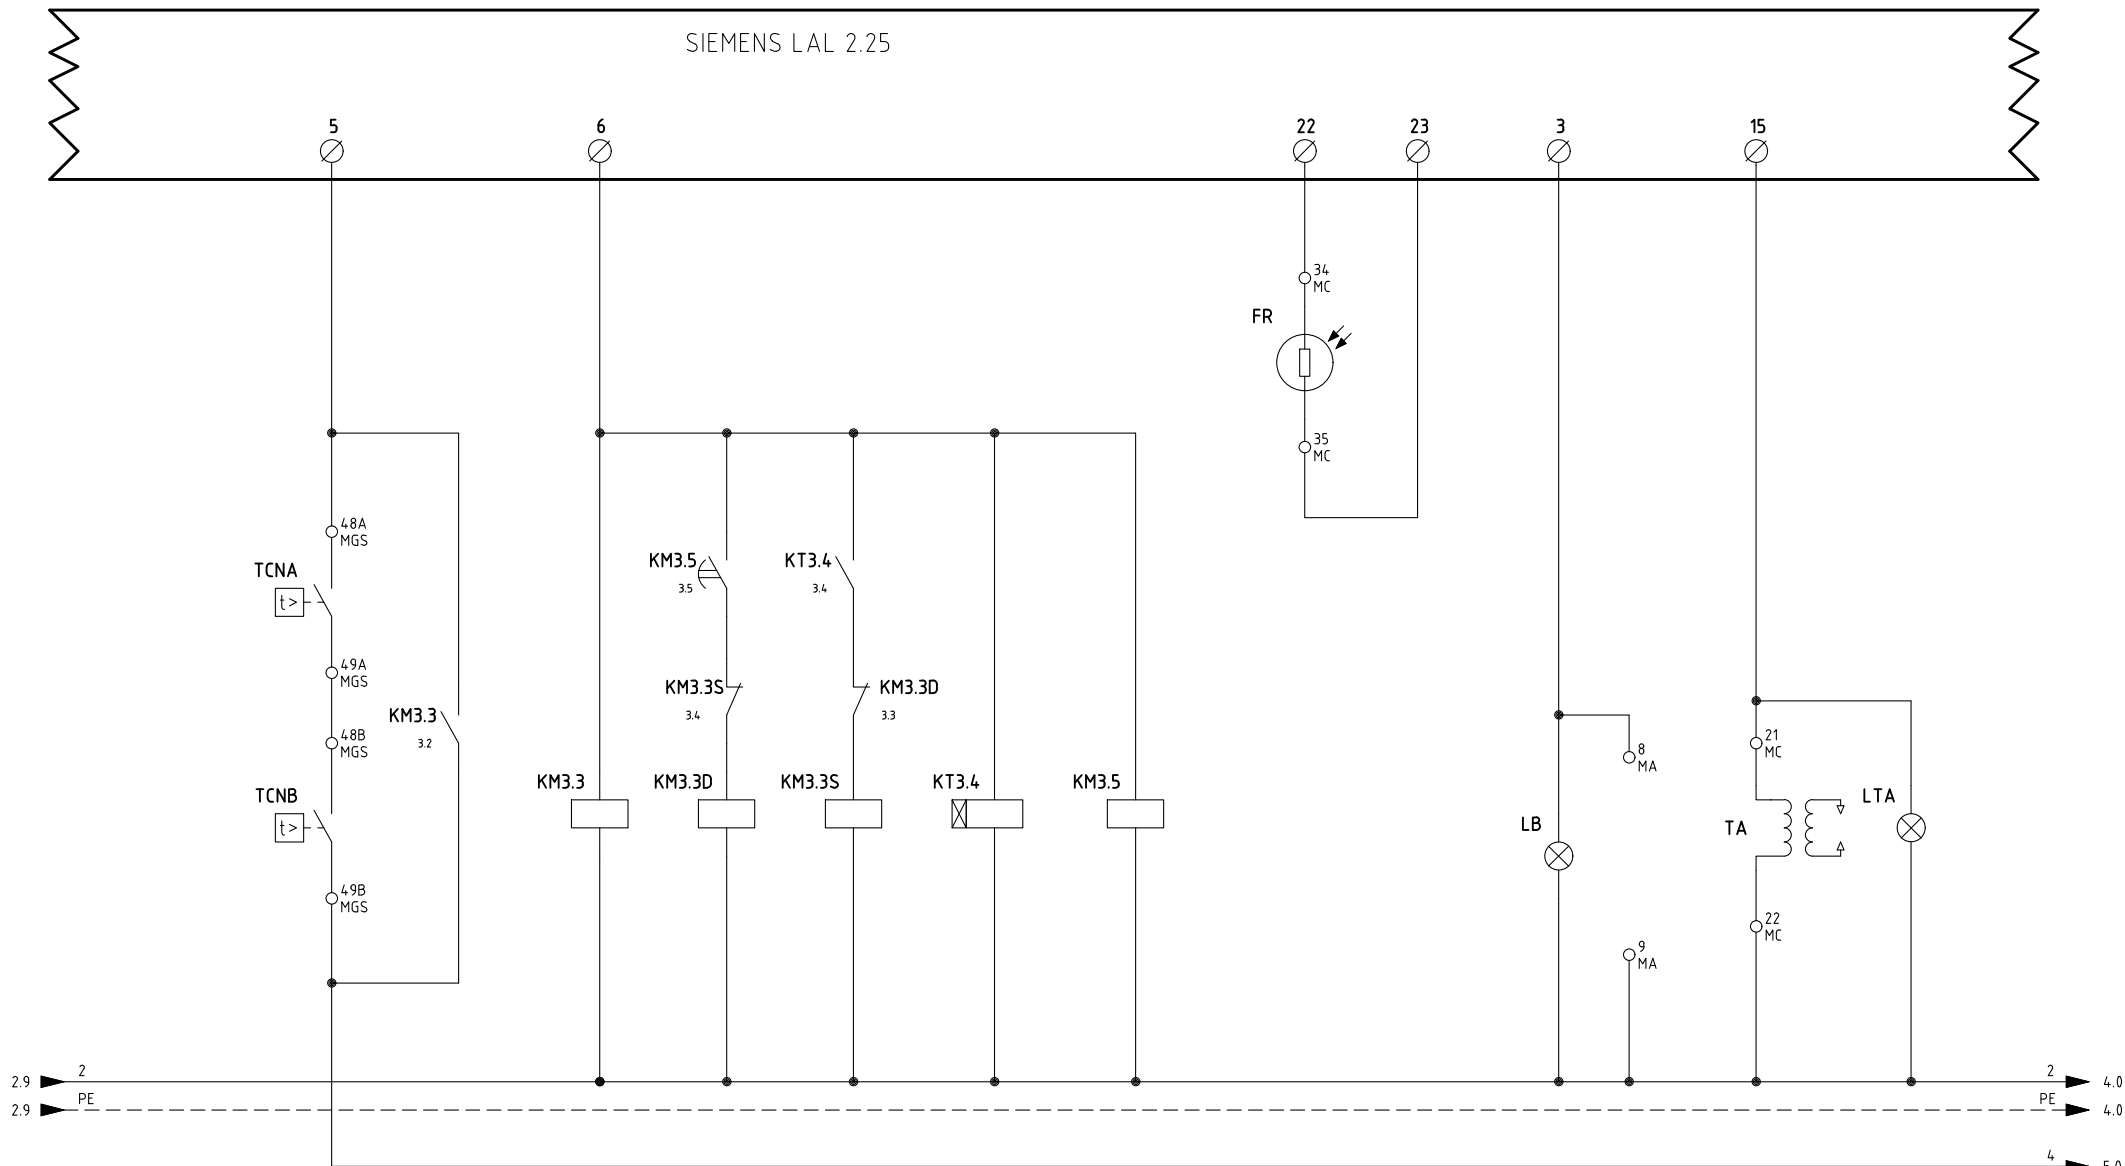 SIEMENS LAL 2.25
5 6 22 23 3 15
34
MC
FR
35
MC
48A
MGS
TCNA
t>
KM3.5
3.5
KT3.4
3.4
49A
MGS
KM3.3S
3.4
KM3.3D
3.3
KM3.3
3.2
48B
MGS
21
MC
8
MA
TCNB
t>
KM3.3 KM3.3D KM3.3S KT3.4 KM3.5
LB
TA
LTA
49B
MGS
22
MC
9
MA
2.9 2 2 4.0
2.9 PE PE 4.0
4 5.0